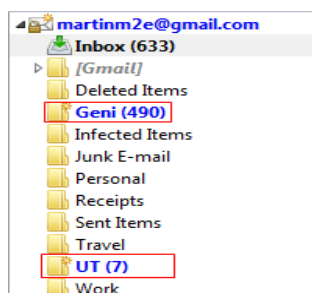 martinm2e@gmail.com
Inbox (633)
[Gmail]
Deleted Items
Geni (490)
Infected Items
Junk E-mail
Personal
Receipts
Sent Items
Travel
UT (7)
Work